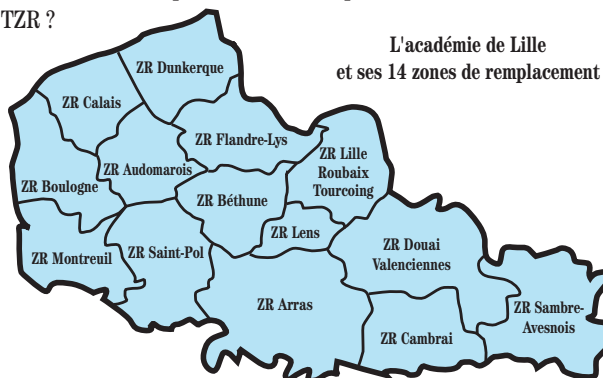 TZR ?
L'académie de Lille
et ses 14 zones de remplacement
ZR Dunkerque
ZR Calais
ZR Flandre-Lys
ZR Lille
Roubaix
Tourcoing
ZR Audomarois
ZR Boulogne
ZR Béthune
ZR Lens
ZR Montreuil
ZR Saint-Pol
ZR Douai
Valenciennes
ZR Arras
ZR Sambre-
Avesnois
ZR Cambrai